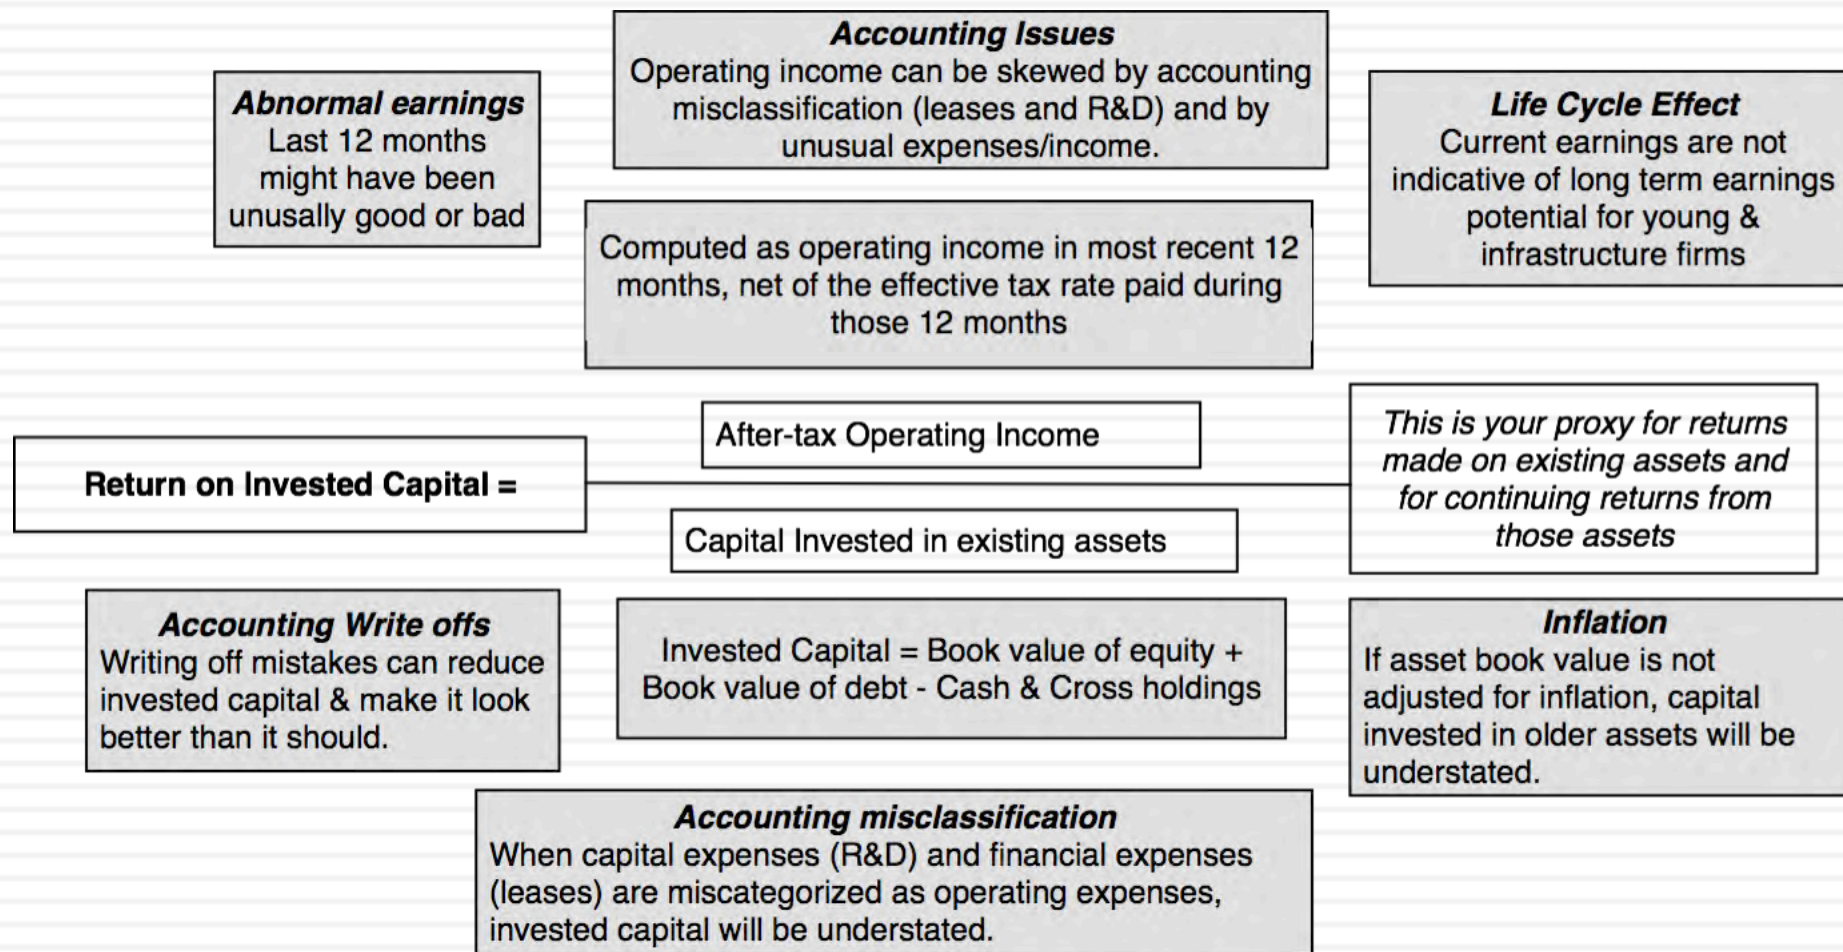 Accounting Issues
Operating income can be skewed by accounting
misclassification (leases and R&D) and by
unusual expenses/income.
Abnormal earnings
Last 12 months
might have been
unusally good or bad
Life Cycle Effect
Current earnings are not
indicative of long term earnings
potential for young &
infrastructure firms
Computed as operating income in most recent 12
months, net of the effective tax rate paid during
those 12 months
After-tax Operating Income
Return on Invested Capital =
This is your proxy for returns
made on existing assets and
for continuing returns from
those assets
Capital Invested in existing assets
Accounting Write offs
Writing off mistakes can reduce
invested capital & make it look
better than it should.
Invested Capital = Book value of equity +
Book value of debt - Cash & Cross holdings
Inflation
If asset book value is not
adjusted for inflation, capital
invested in older assets will be
understated.
Accounting misclassification
When capital expenses (R&D) and financial expenses
(leases) are miscategorized as operating expenses,
invested capital will be understated.